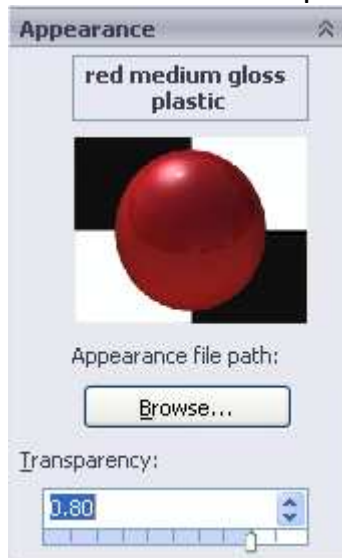 Appearance
red medium gloss
plastic
Appearance file path:
Browse...
Transparency:
0.80